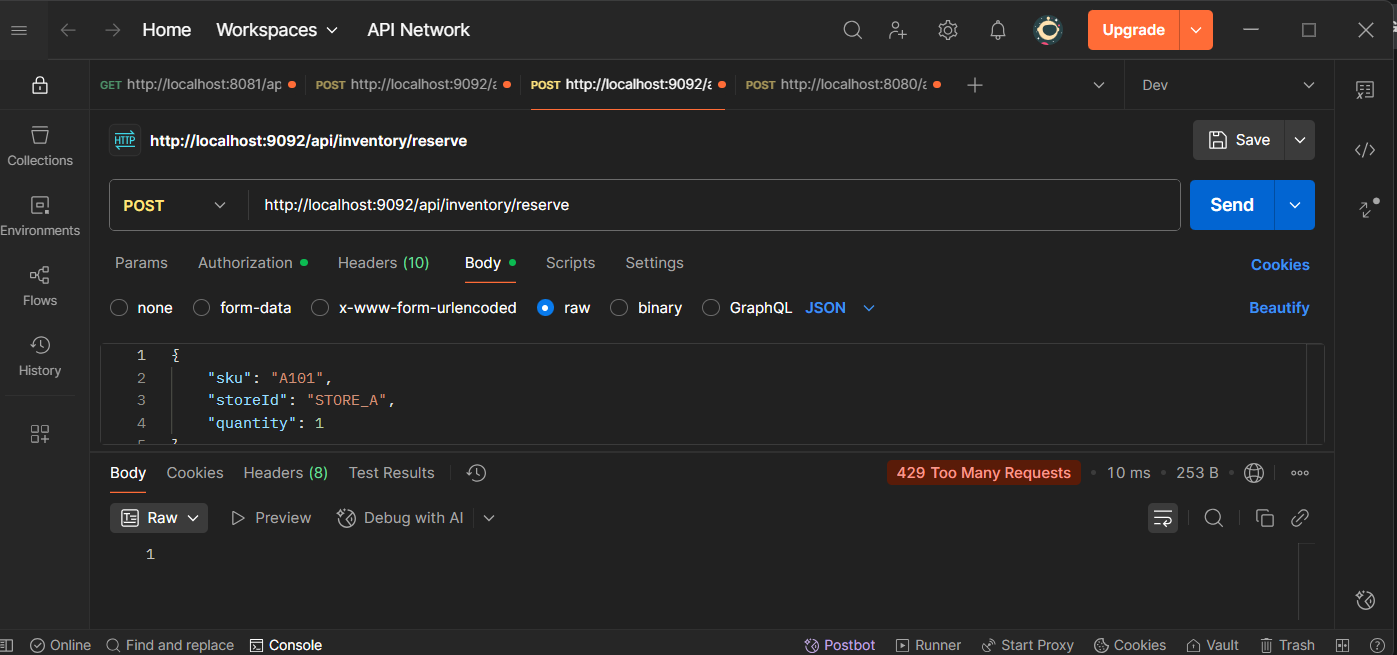 Home Workspaces API Network Upgrade
GET http://localhost:8081/ap POST http://localhost:9092/a POST http://localhost:9092/a POST http://localhost:8080/a Dev
HTTP http://localhost:9092/api/inventory/reserve Save
Collections
POST http://localhost:9092/api/inventory/reserve Send
Environments
Params Authorization Headers (10) Body Scripts Settings Cookies
Flows
none form-data x-www-form-urlencoded raw binary GraphQL JSON Beautify
History
1 {
2 "sku": "A101",
3 "storeId": "STORE_A",
4 "quantity": 1
5 }
Body Cookies Headers (8) Test Results 429 Too Many Requests 10 ms 253 B
Raw Preview Debug with AI
1
Online Find and replace Console Postbot Runner Start Proxy Cookies Vault Trash